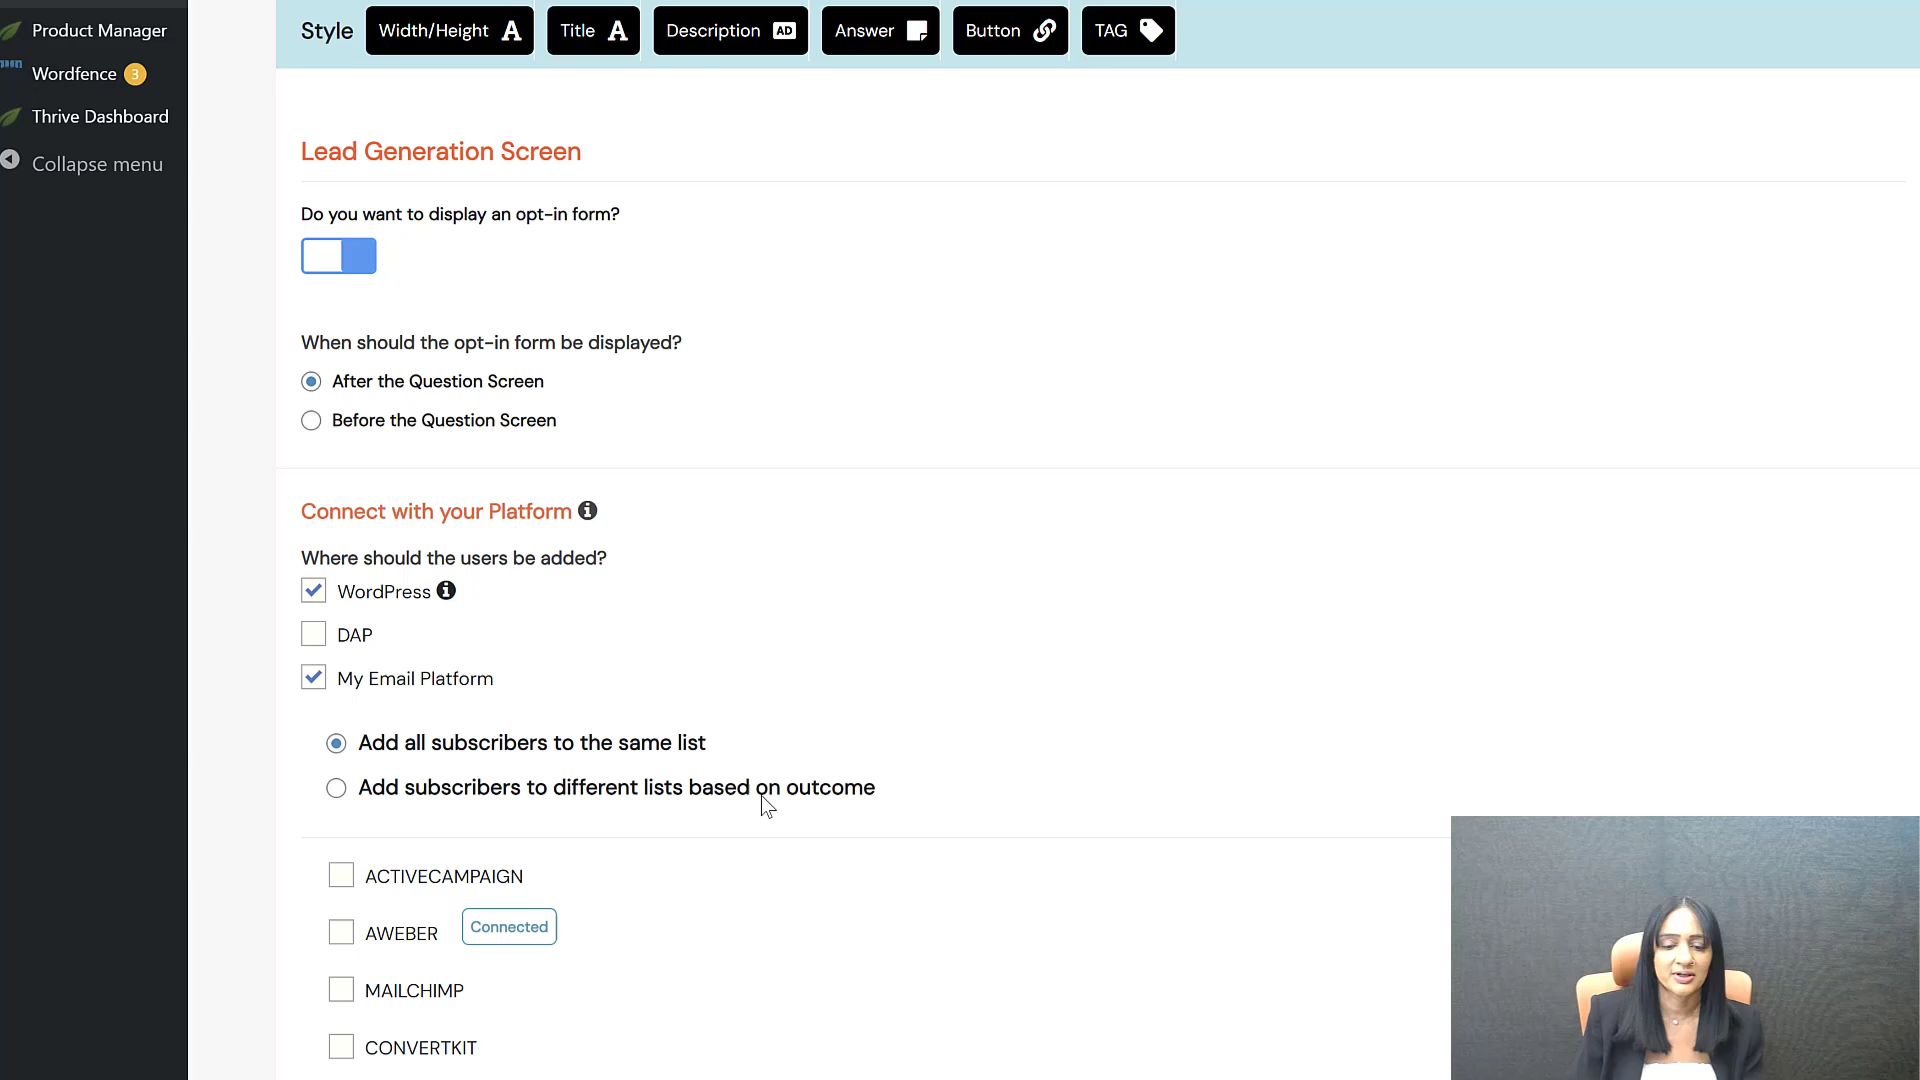 Product Manager
Wordfence 3
Thrive Dashboard
Collapse menu
Style Width/Height A Title A Description AD Answer Button TAG
Lead Generation Screen
Do you want to display an opt-in form?
When should the opt-in form be displayed?
After the Question Screen
Before the Question Screen
Connect with your Platform
Where should the users be added?
WordPress
DAP
My Email Platform
Add all subscribers to the same list
Add subscribers to different lists based on outcome
ACTIVECAMPAIGN
AWEBER Connected
MAILCHIMP
CONVERTKIT